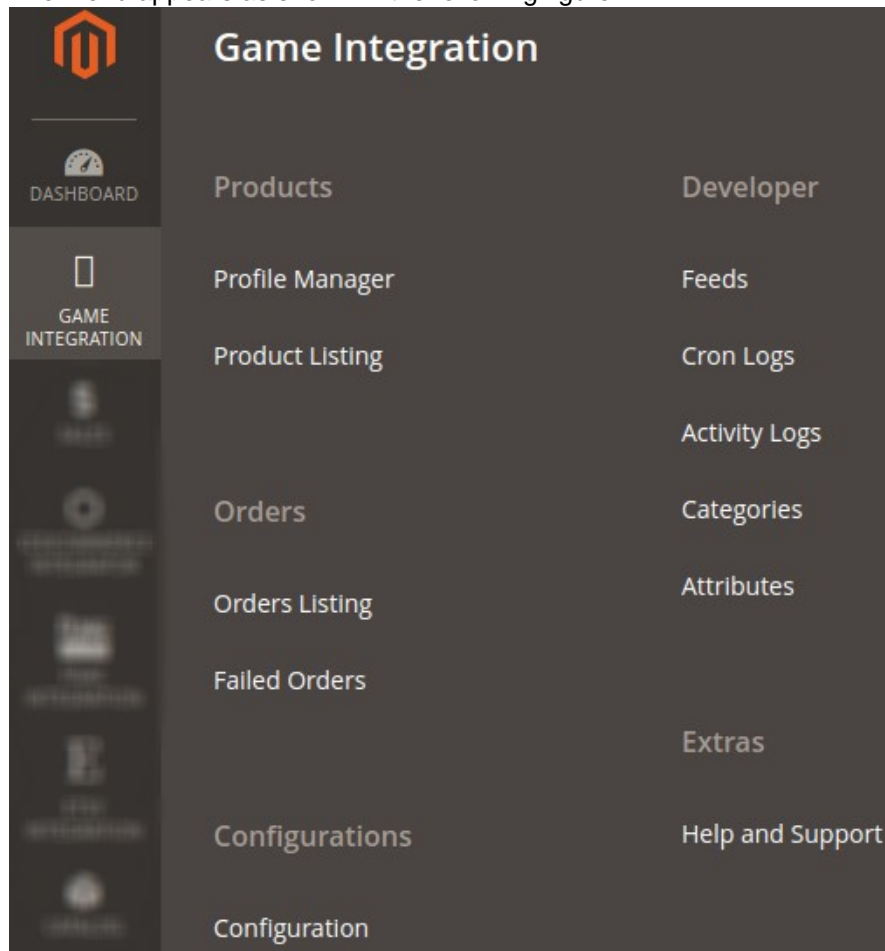 Game Integration
DASHBOARD
GAME
INTEGRATION
Products
Profile Manager
Product Listing
Orders
Orders Listing
Failed Orders
Configurations
Configuration
Developer
Feeds
Cron Logs
Activity Logs
Categories
Attributes
Extras
Help and Support